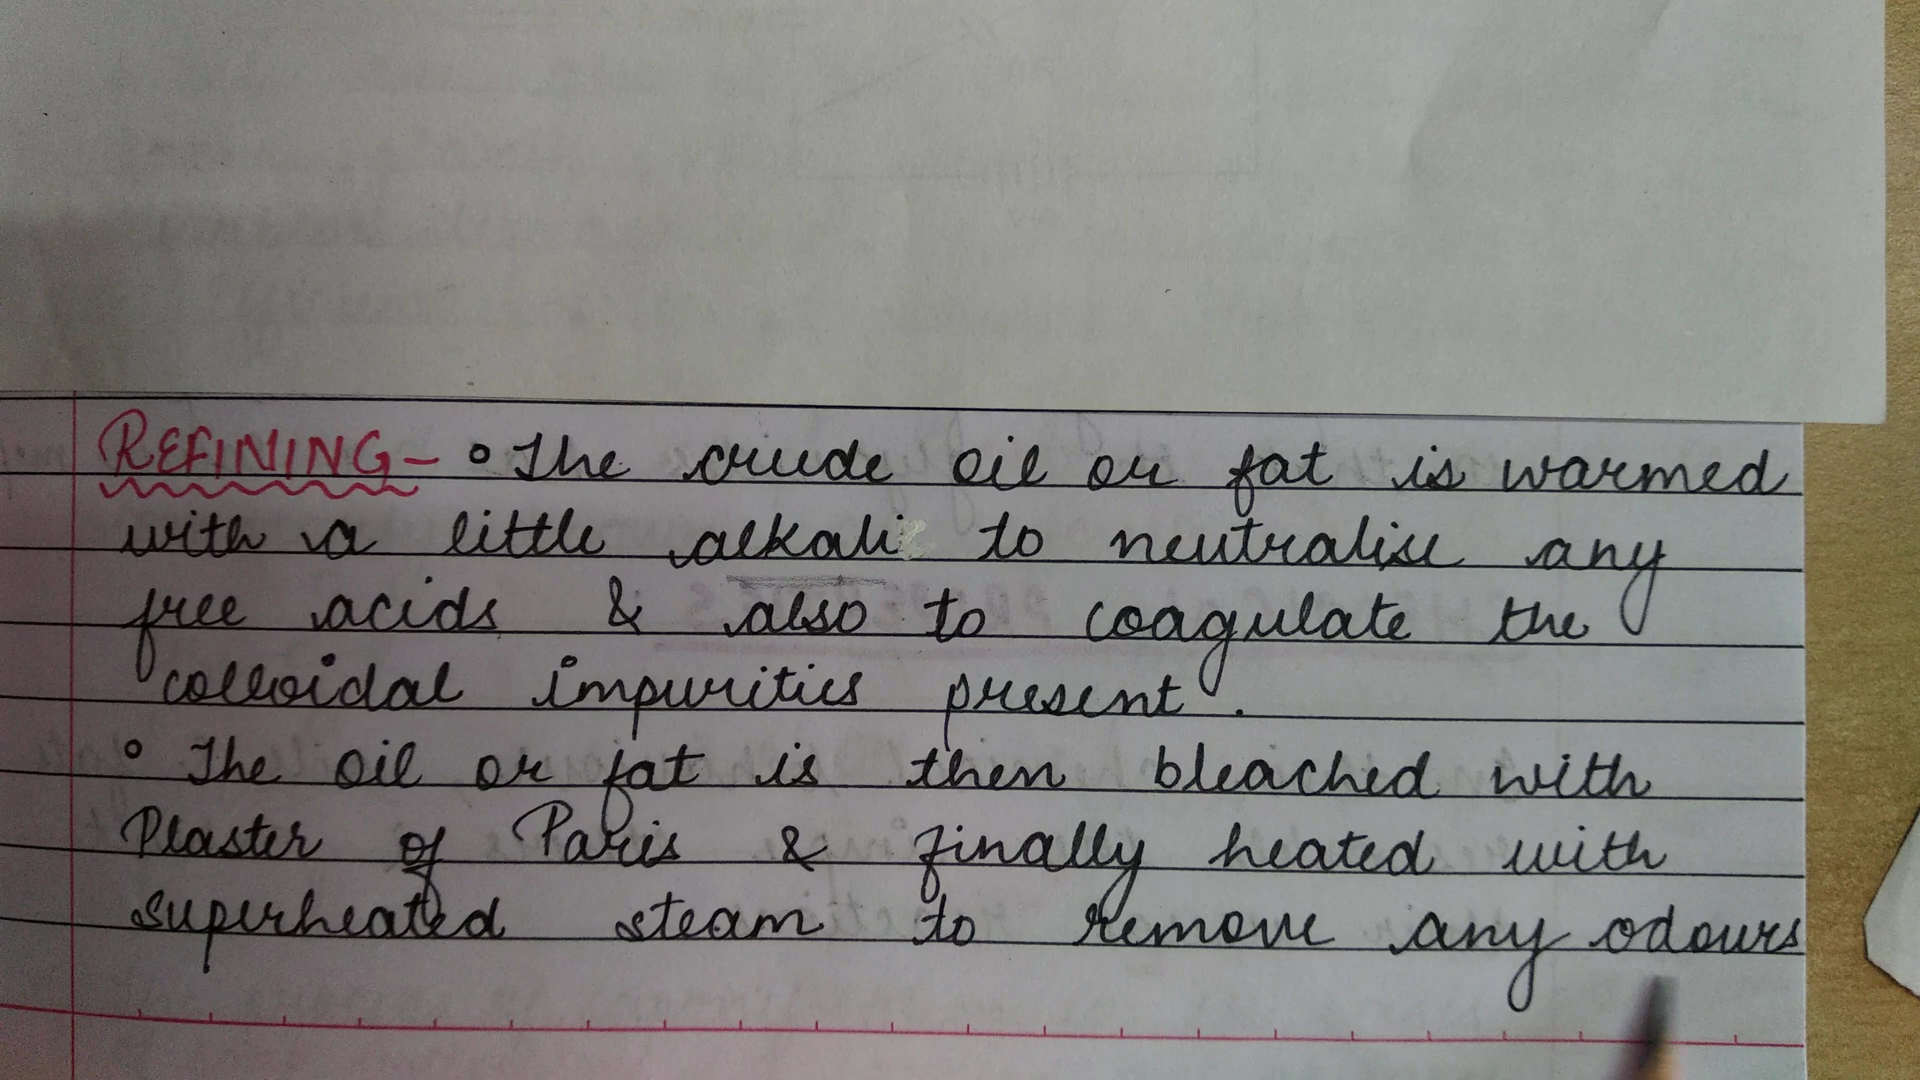 REFINING- ∘ The crude oil or fat is warmed
with a little alkali to neutralise any
free acids & also to coagulate the
colloidal impurities present.
∘ The oil or fat is then bleached with
Plaster of Paris & finally heated with
superheated steam to remove any odours